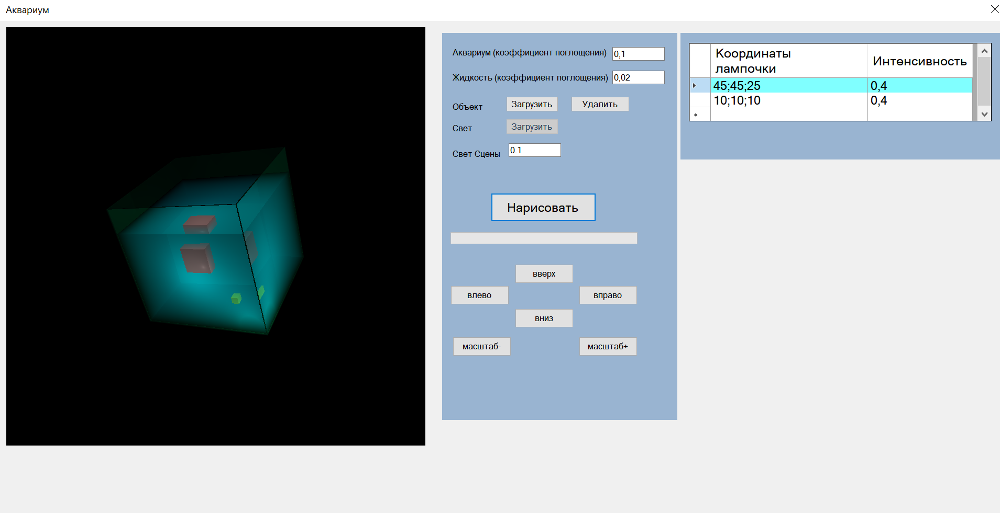 Аквариум
Аквариум (коэффициент поглощения) 0,1
Жидкость (коэффициент поглощения) 0,02
Объект Загрузить Удалить
Свет Загрузить
Свет Сцены 0.1
Нарисовать
вверх
влево вправо
вниз
масштаб- масштаб+
Координаты
лампочки
Интенсивность
45;45;25 0,4
10;10;10 0,4